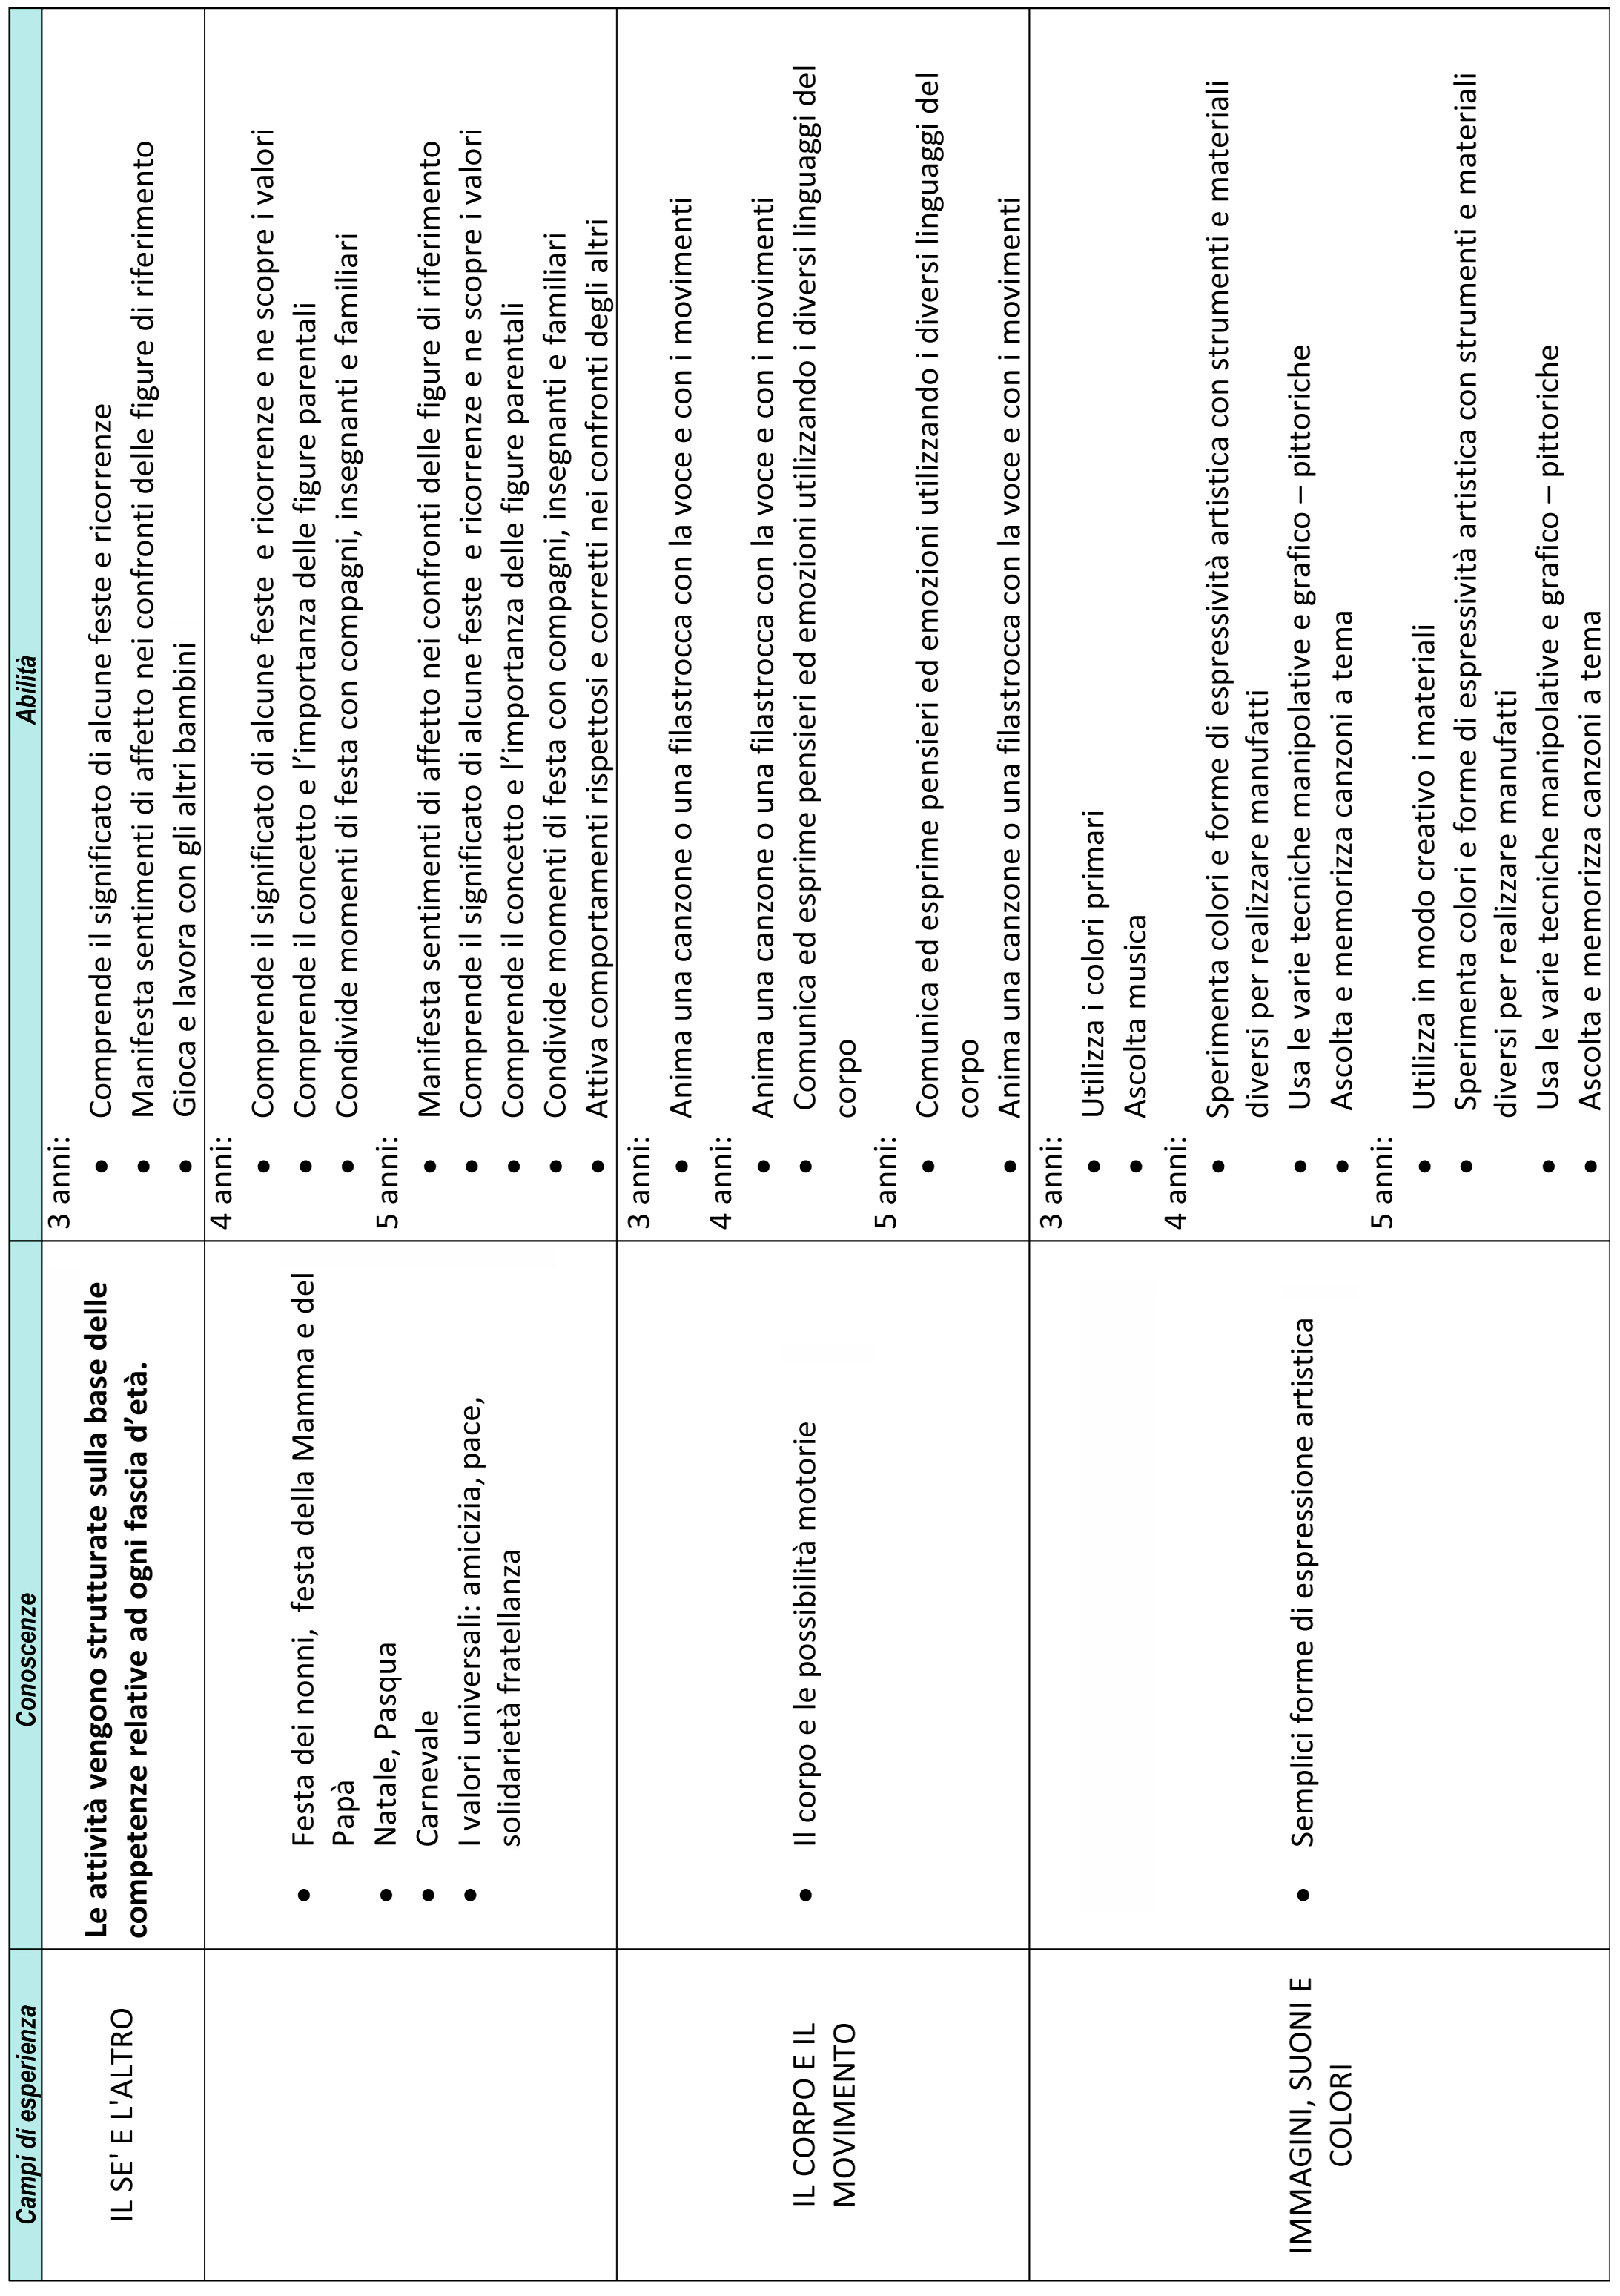 Campi di esperienza
Conoscenze
Abilità
IL SE' E L'ALTRO
Le attività vengono strutturate sulla base delle
competenze relative ad ogni fascia d'età.
3 anni:
• Comprende il significato di alcune feste e ricorrenze
• Manifesta sentimenti di affetto nei confronti delle figure di riferimento
• Gioca e lavora con gli altri bambini
• Festa dei nonni, festa della Mamma e del
Papà
• Natale, Pasqua
• Carnevale
• I valori universali: amicizia, pace,
solidarietà fratellanza
4 anni:
• Comprende il significato di alcune feste e ricorrenze e ne scopre i valori
• Comprende il concetto e l'importanza delle figure parentali
• Condivide momenti di festa con compagni, insegnanti e familiari
5 anni:
• Manifesta sentimenti di affetto nei confronti delle figure di riferimento
• Comprende il significato di alcune feste e ricorrenze e ne scopre i valori
• Comprende il concetto e l'importanza delle figure parentali
• Condivide momenti di festa con compagni, insegnanti e familiari
• Attiva comportamenti rispettosi e corretti nei confronti degli altri
IL CORPO E IL
MOVIMENTO
• Il corpo e le possibilità motorie
3 anni:
• Anima una canzone o una filastrocca con la voce e con i movimenti
4 anni:
• Anima una canzone o una filastrocca con la voce e con i movimenti
• Comunica ed esprime pensieri ed emozioni utilizzando i diversi linguaggi del
corpo
5 anni:
• Comunica ed esprime pensieri ed emozioni utilizzando i diversi linguaggi del
corpo
• Anima una canzone o una filastrocca con la voce e con i movimenti
IMMAGINI, SUONI E
COLORI
• Semplici forme di espressione artistica
3 anni:
• Utilizza i colori primari
• Ascolta musica
4 anni:
• Sperimenta colori e forme di espressività artistica con strumenti e materiali
diversi per realizzare manufatti
• Usa le varie tecniche manipolative e grafico – pittoriche
• Ascolta e memorizza canzoni a tema
5 anni:
• Utilizza in modo creativo i materiali
• Sperimenta colori e forme di espressività artistica con strumenti e materiali
diversi per realizzare manufatti
• Usa le varie tecniche manipolative e grafico – pittoriche
• Ascolta e memorizza canzoni a tema